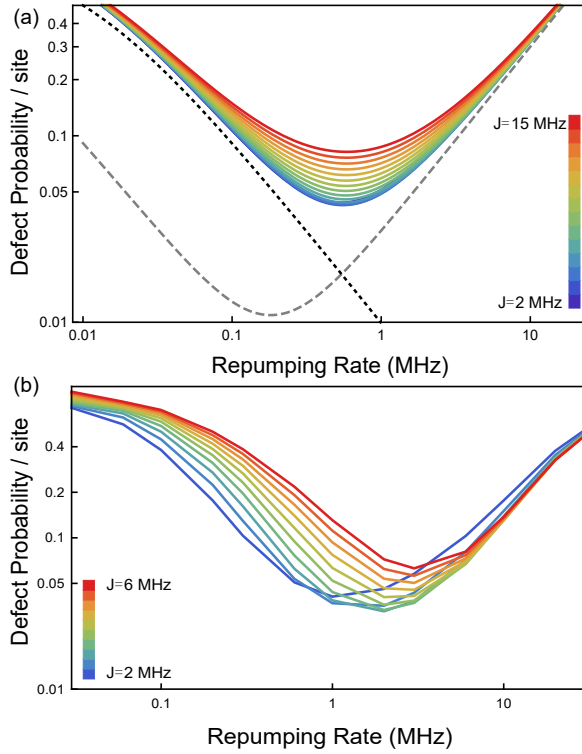 (a)
Defect Probability / site
0.4
0.3
0.2
0.1
0.05
0.01
J=15 MHz
J=2 MHz
0.01
0.1
1
10
Repumping Rate (MHz)
(b)
Defect Probability / site
0.4
0.2
0.1
0.05
0.01
J=6 MHz
J=2 MHz
0.1
1
10
Repumping Rate (MHz)